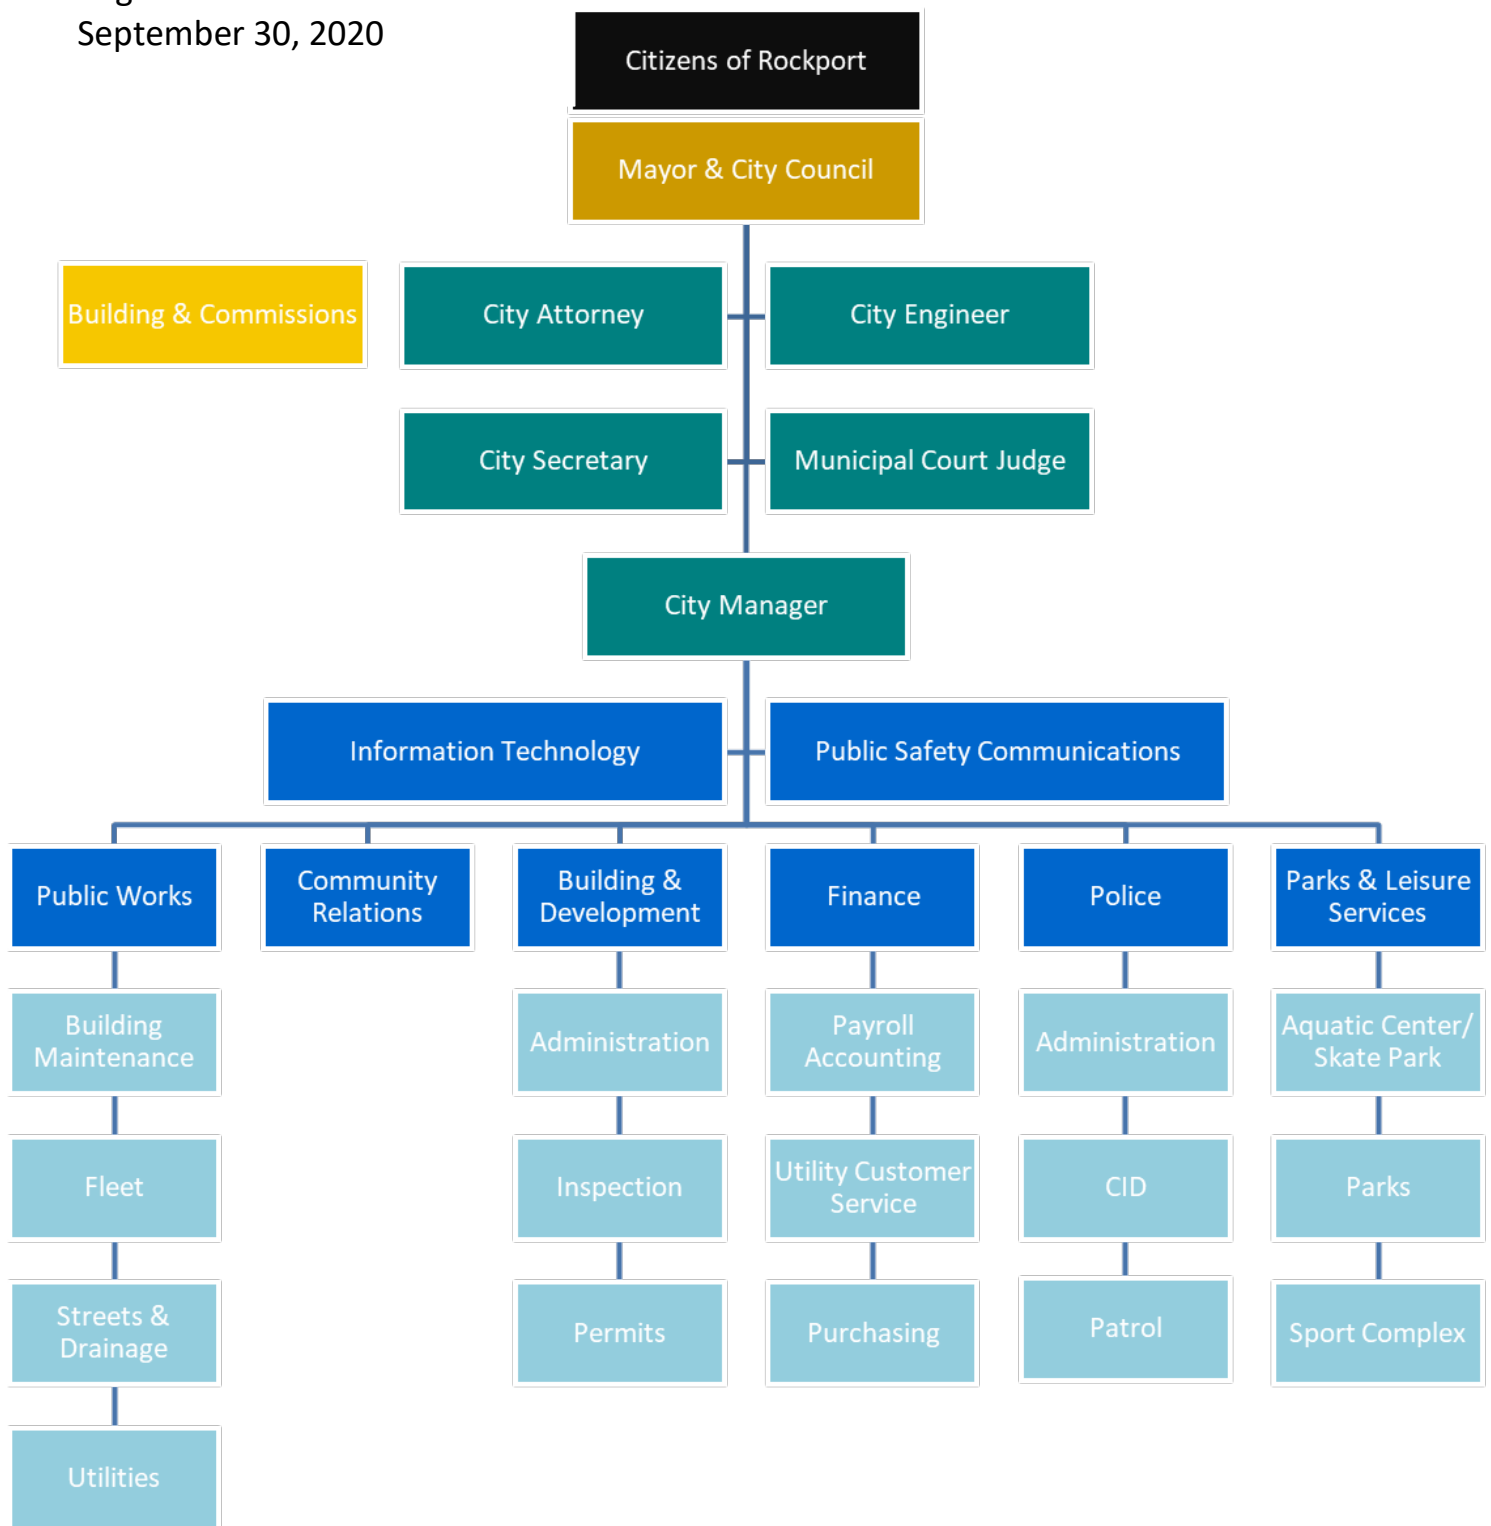 September 30, 2020
Citizens of Rockport
Mayor & City Council
Building & Commissions
City Attorney
City Engineer
City Secretary
Municipal Court Judge
City Manager
Information Technology
Public Safety Communications
Public Works
Community
Relations
Building &
Development
Finance
Police
Parks & Leisure
Services
Building
Maintenance
Administration
Payroll
Accounting
Administration
Aquatic Center/
Skate Park
Fleet
Inspection
Utility Customer
Service
CID
Parks
Streets &
Drainage
Permits
Purchasing
Patrol
Sport Complex
Utilities